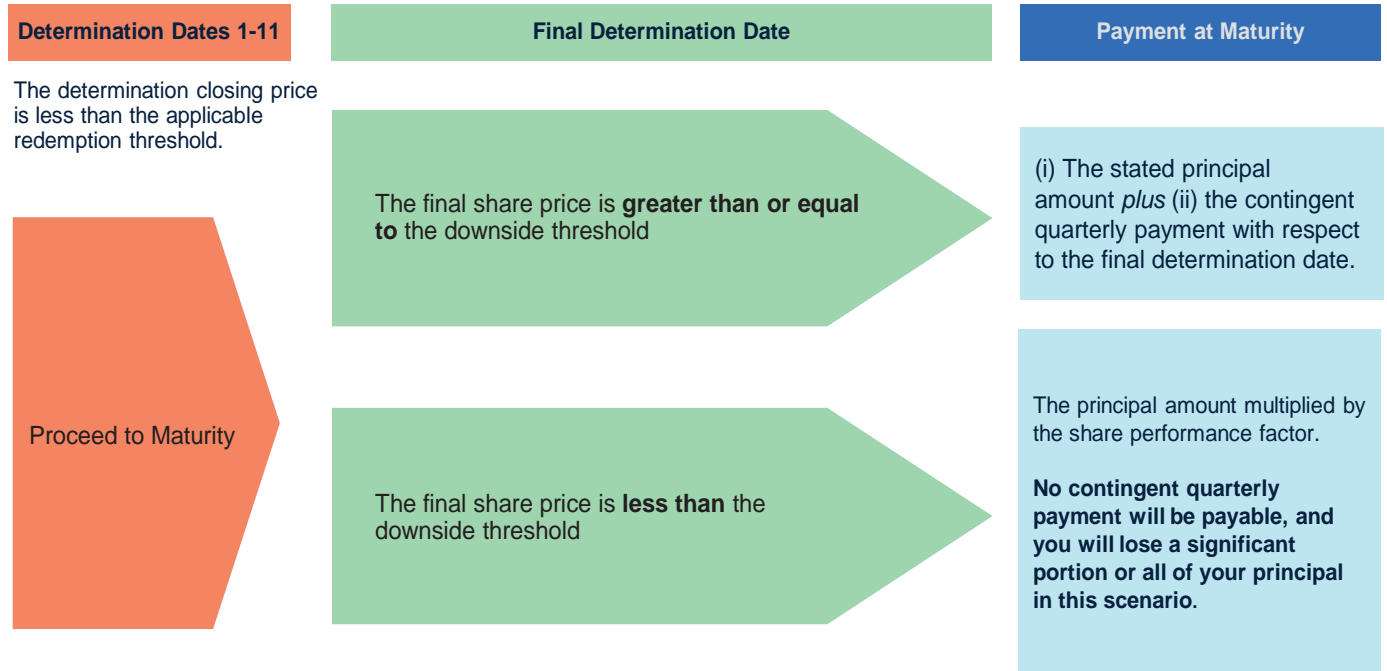 Determination Dates 1-11
Final Determination Date
Payment at Maturity
The determination closing price
is less than the applicable
redemption threshold.
Proceed to Maturity
The final share price is greater than or equal
to the downside threshold
(i) The stated principal
amount plus (ii) the contingent
quarterly payment with respect
to the final determination date.
The final share price is less than the
downside threshold
The principal amount multiplied by
the share performance factor.
No contingent quarterly
payment will be payable, and
you will lose a significant
portion or all of your principal
in this scenario.